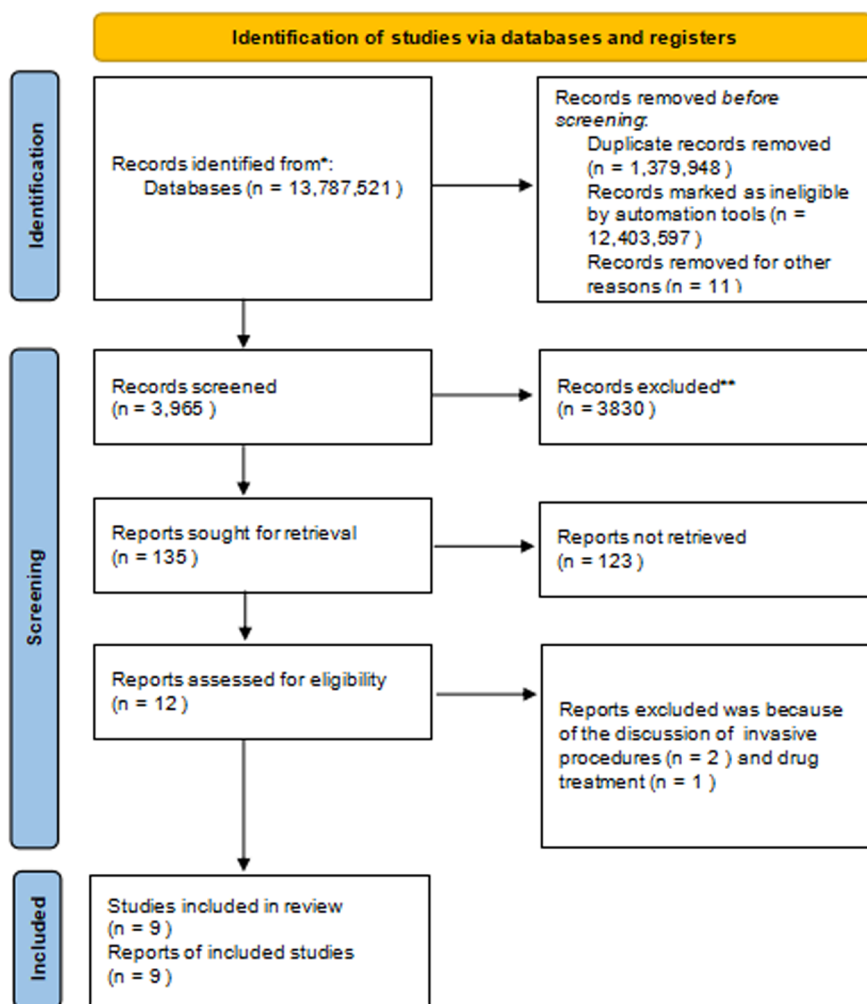 Identification of studies via databases and registers
Identification
Records identified from*:
Databases (n = 13,787,521 )
Records removed before
screening:
Duplicate records removed
(n = 1,379,948 )
Records marked as ineligible
by automation tools (n =
12,403,597 )
Records removed for other
reasons (n = 11 )
Screening
Records screened
(n = 3,965 )
Records excluded**
(n = 3830 )
Reports sought for retrieval
(n = 135 )
Reports not retrieved
(n = 123 )
Reports assessed for eligibility
(n = 12 )
Reports excluded was because
of the discussion of invasive
procedures (n = 2 ) and drug
treatment (n = 1 )
Included
Studies included in review
(n = 9 )
Reports of included studies
(n = 9 )